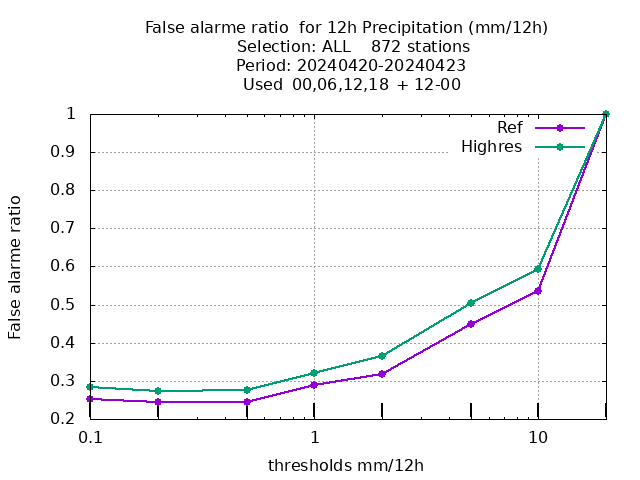 False alarme ratio  for 12h Precipitation (mm/12h)
Selection: ALL    872 stations
Period: 20240420-20240423
Used  00,06,12,18 + 12-00
Ref
Highres
1
0.9
0.8
0.7
0.6
0.5
0.4
0.3
0.2
False alarme ratio
0.1
1
10
thresholds mm/12h